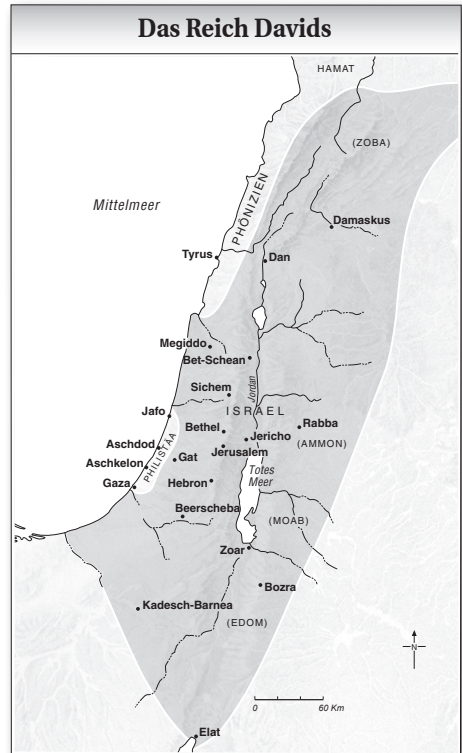 Das Reich Davids
HAMAT
(ZOBA)
PHÖNIZIEN
Mittelmeer
Damaskus
Tyrus
Dan
Megiddo
Bet-Schean
Sichem
Jordan
ISRAEL
Jafo
Bethel
Rabba
Jericho
(AMMON)
Aschdod
PHILISTÄA
Jerusalem
Gat
Aschkelon
Totes
Meer
Gaza
Hebron
Beerscheba
(MOAB)
Zoar
Bozra
Kadesch-Barnea
(EDOM)
N
0 60 Km
Elat